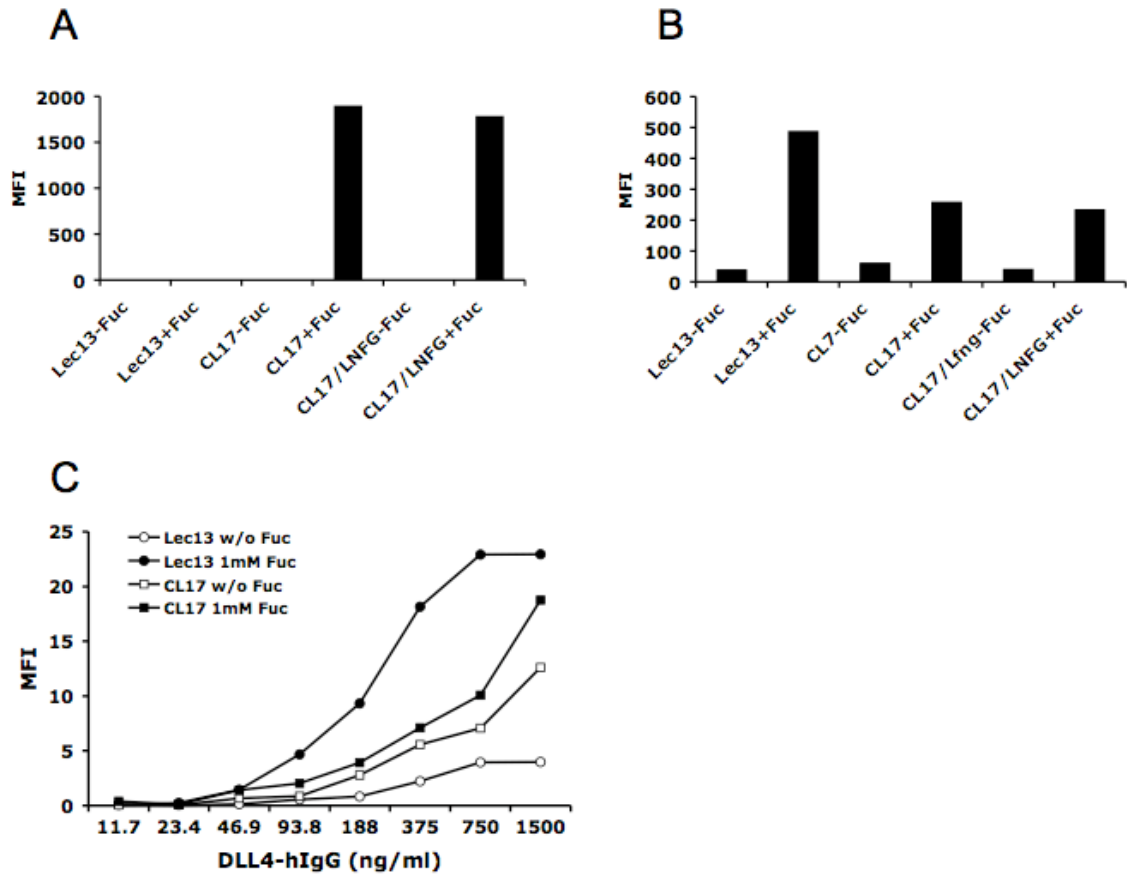 A
2000
1500
1000
500
0
MFI
Lec13-Fuc
Lec13+Fuc
CL17-Fuc
CL17+Fuc
CL17/LNFG-Fuc
CL17/LNFG+Fuc
B
600
500
400
300
200
100
0
MFI
Lec13-Fuc
Lec13+Fuc
CL7-Fuc
CL17+Fuc
CL17/Lfng-Fuc
CL17/LNFG+Fuc
C
Lec13 w/o Fuc
Lec13 1mM Fuc
CL17 w/o Fuc
CL17 1mM Fuc
25
20
15
10
5
0
MFI
11.7 23.4 46.9 93.8 188 375 750 1500
DLL4-hIgG (ng/ml)